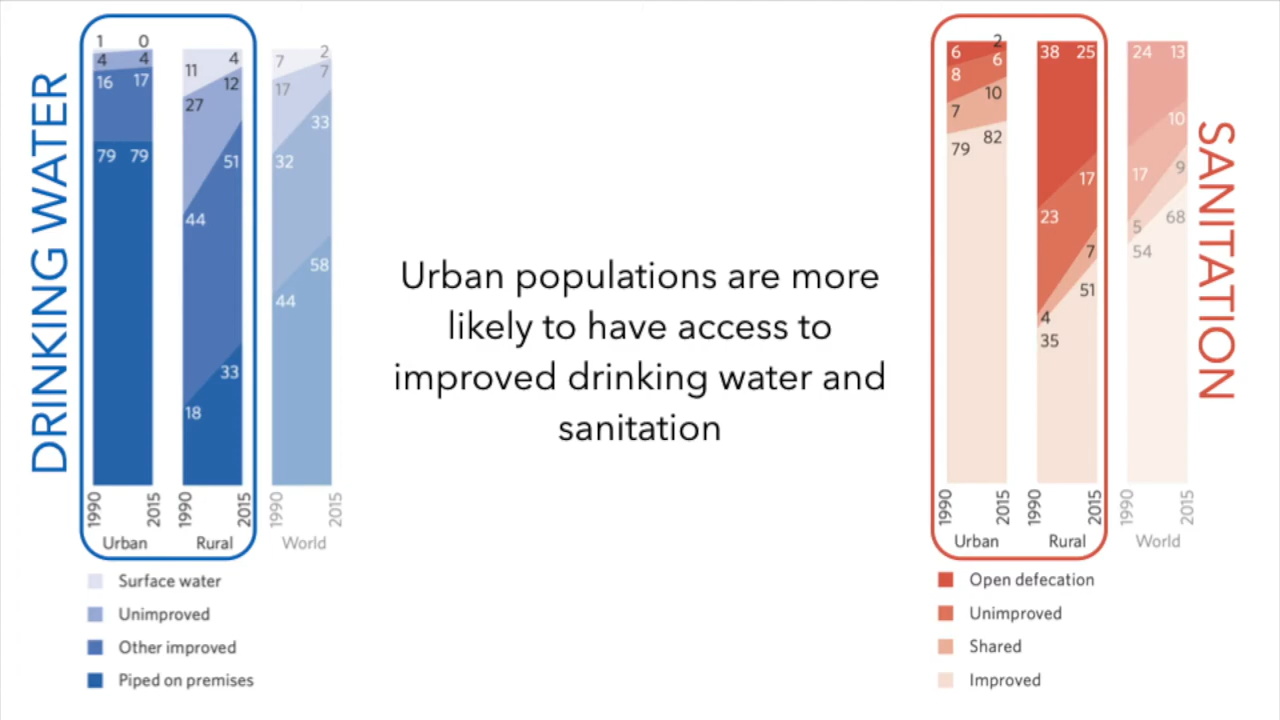 DRINKING WATER
1 0
4 4
16 17
79 79
11 4
27 12
44 51
18 33
7 2
17 7
32 33
44 58
1990 2015
1990 2015
1990 2015
Urban Rural World
Surface water
Unimproved
Other improved
Piped on premises
Urban populations are more
likely to have access to
improved drinking water and
sanitation
6 2
8 6
7 10
79 82
38 25
23 17
4 7
35 51
24 13
17 10
5 9
54 68
1990 2015
1990 2015
1990 2015
Urban Rural World
Open defecation
Unimproved
Shared
Improved
SANITATION